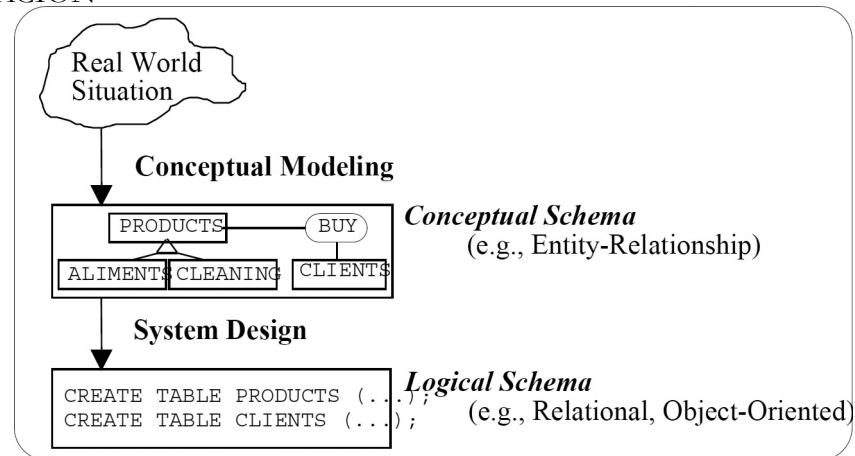 Real World
Situation
Conceptual Modeling
PRODUCTS
BUY
ALIMENTS
CLEANING
CLIENTS
Conceptual Schema
(e.g., Entity-Relationship)
System Design
CREATE TABLE PRODUCTS (...);
CREATE TABLE CLIENTS (...);
Logical Schema
(e.g., Relational, Object-Oriented)